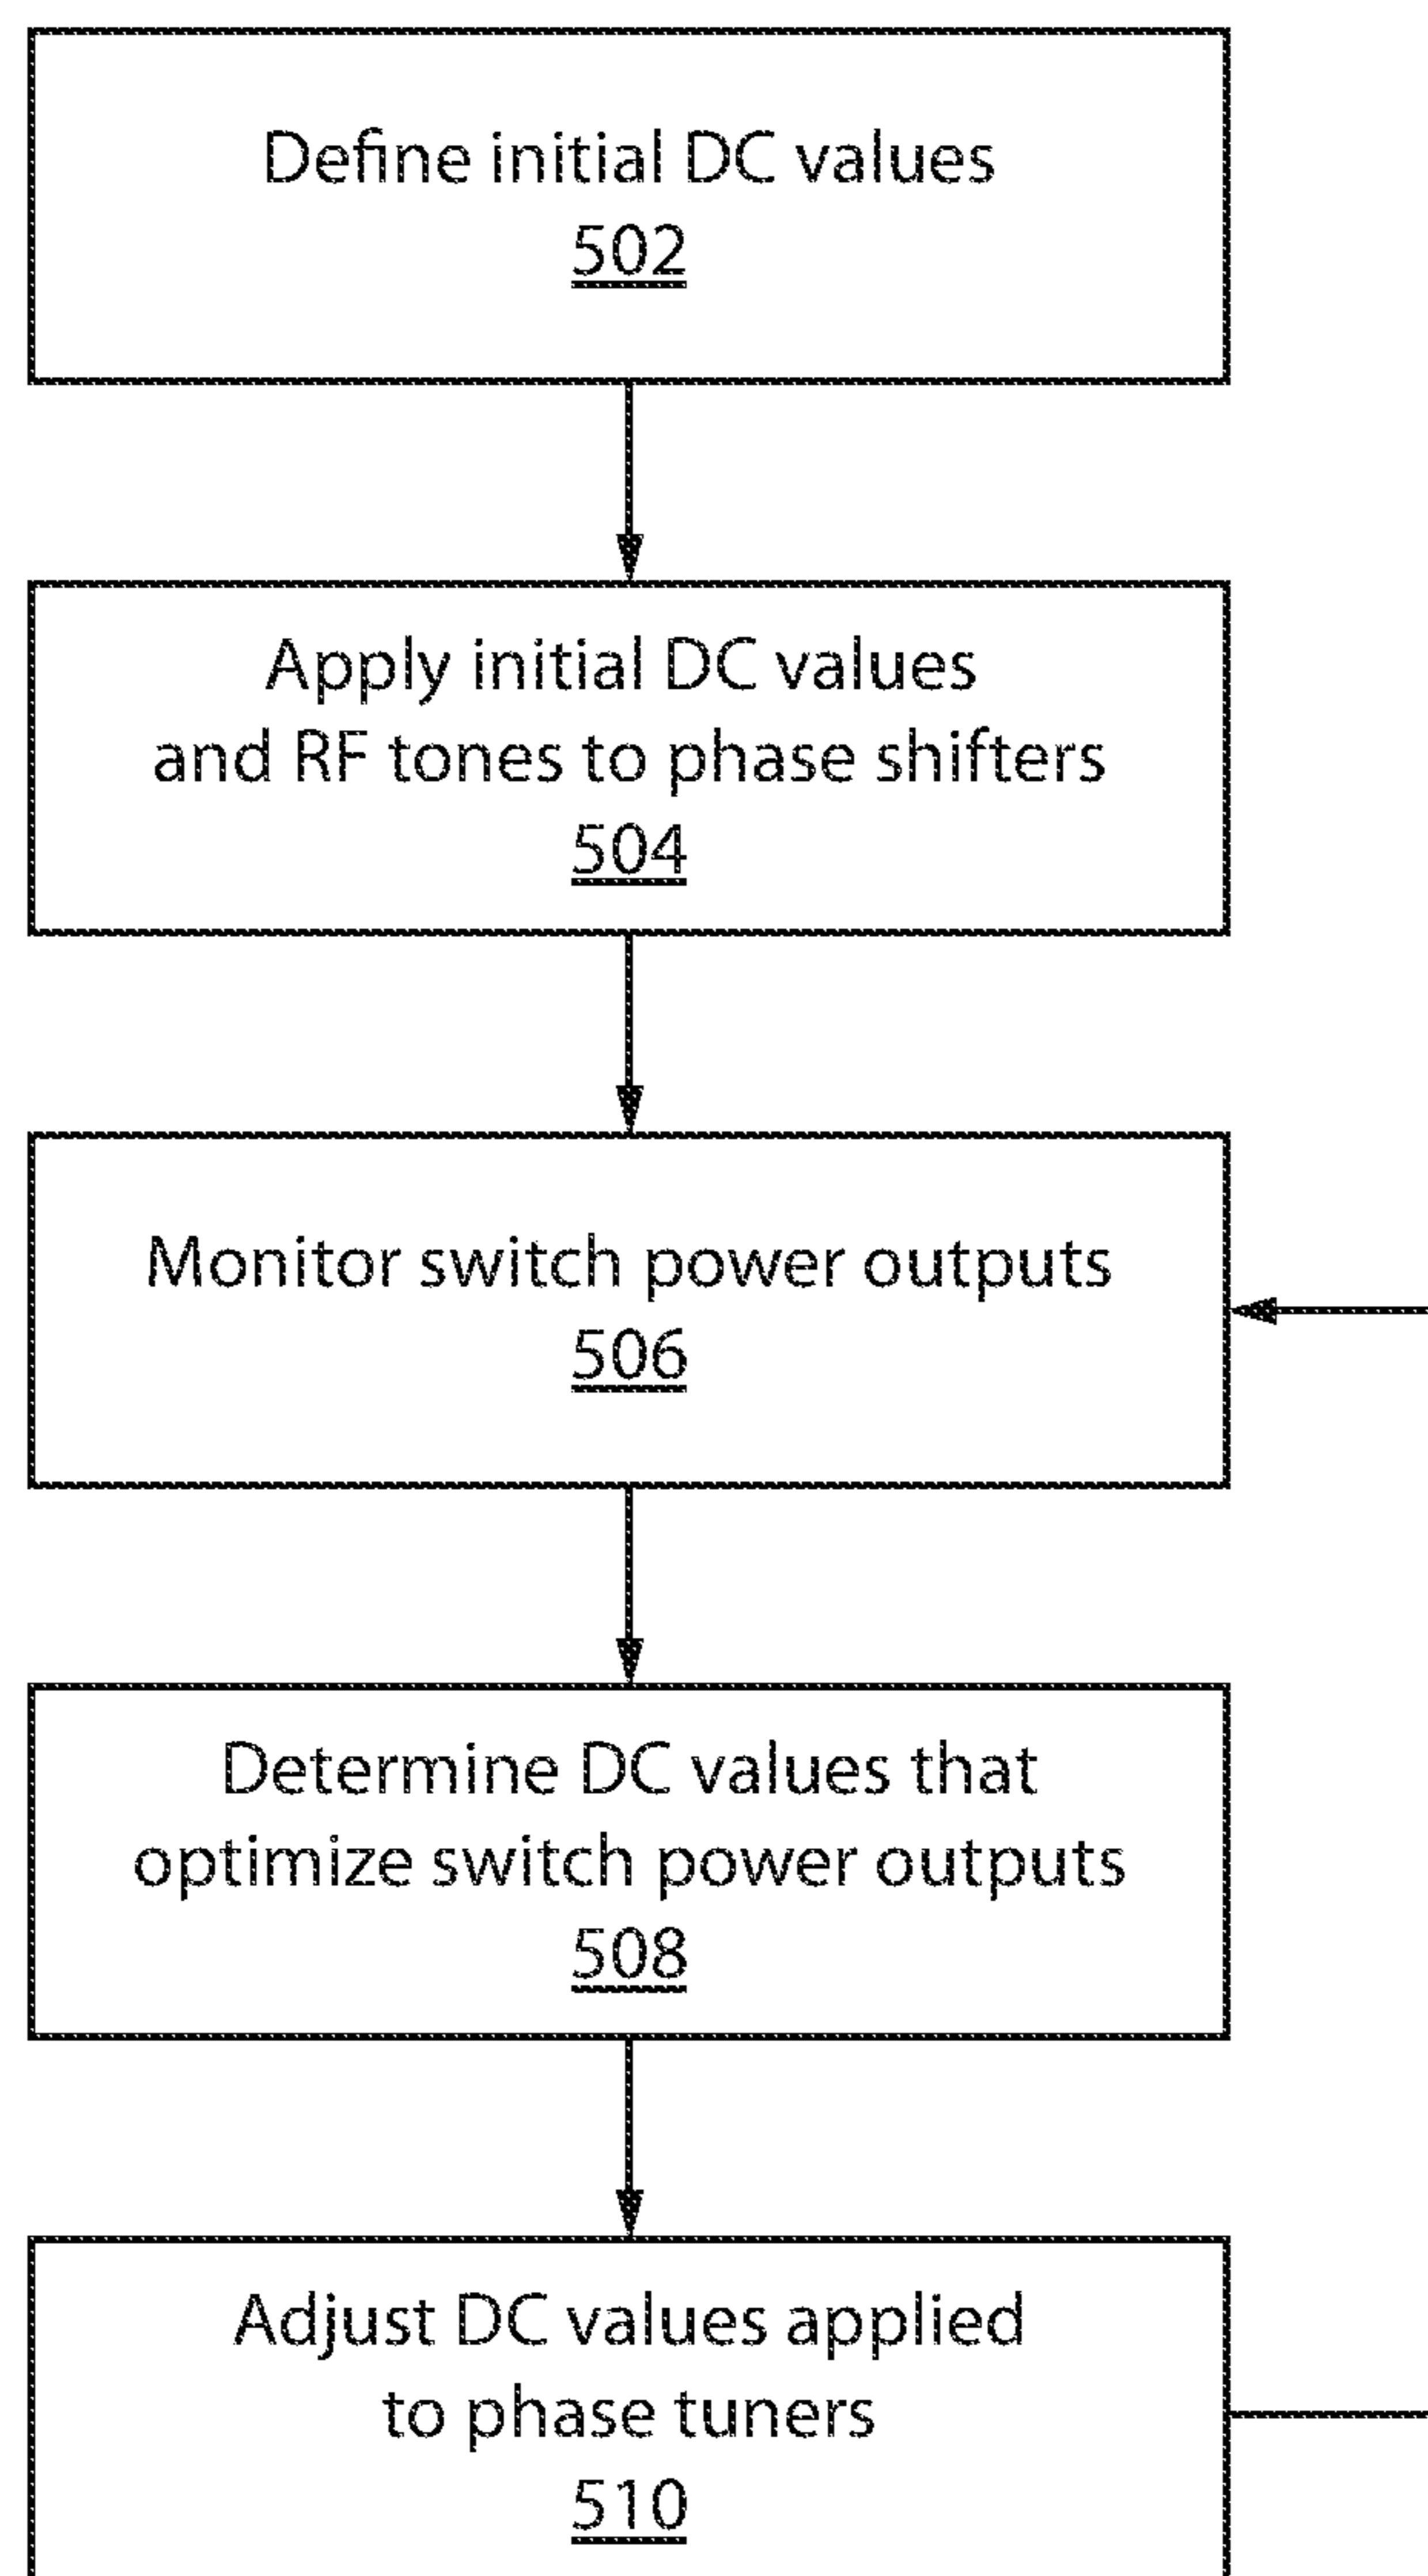 Define initial DC values
502
Apply initial DC values
and RF tones to phase shifters
504
Monitor switch power outputs
506
Determine DC values that
optimize switch power outputs
508
Adjust DC values applied
to phase tuners
510